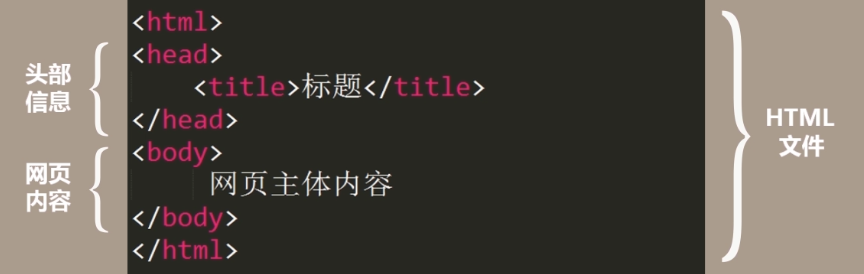 <html>
<head>
<title>标题</title>
</head>
<body>
网页主体内容
</body>
</html>
头部
信息
网页
内容
HTML
文件